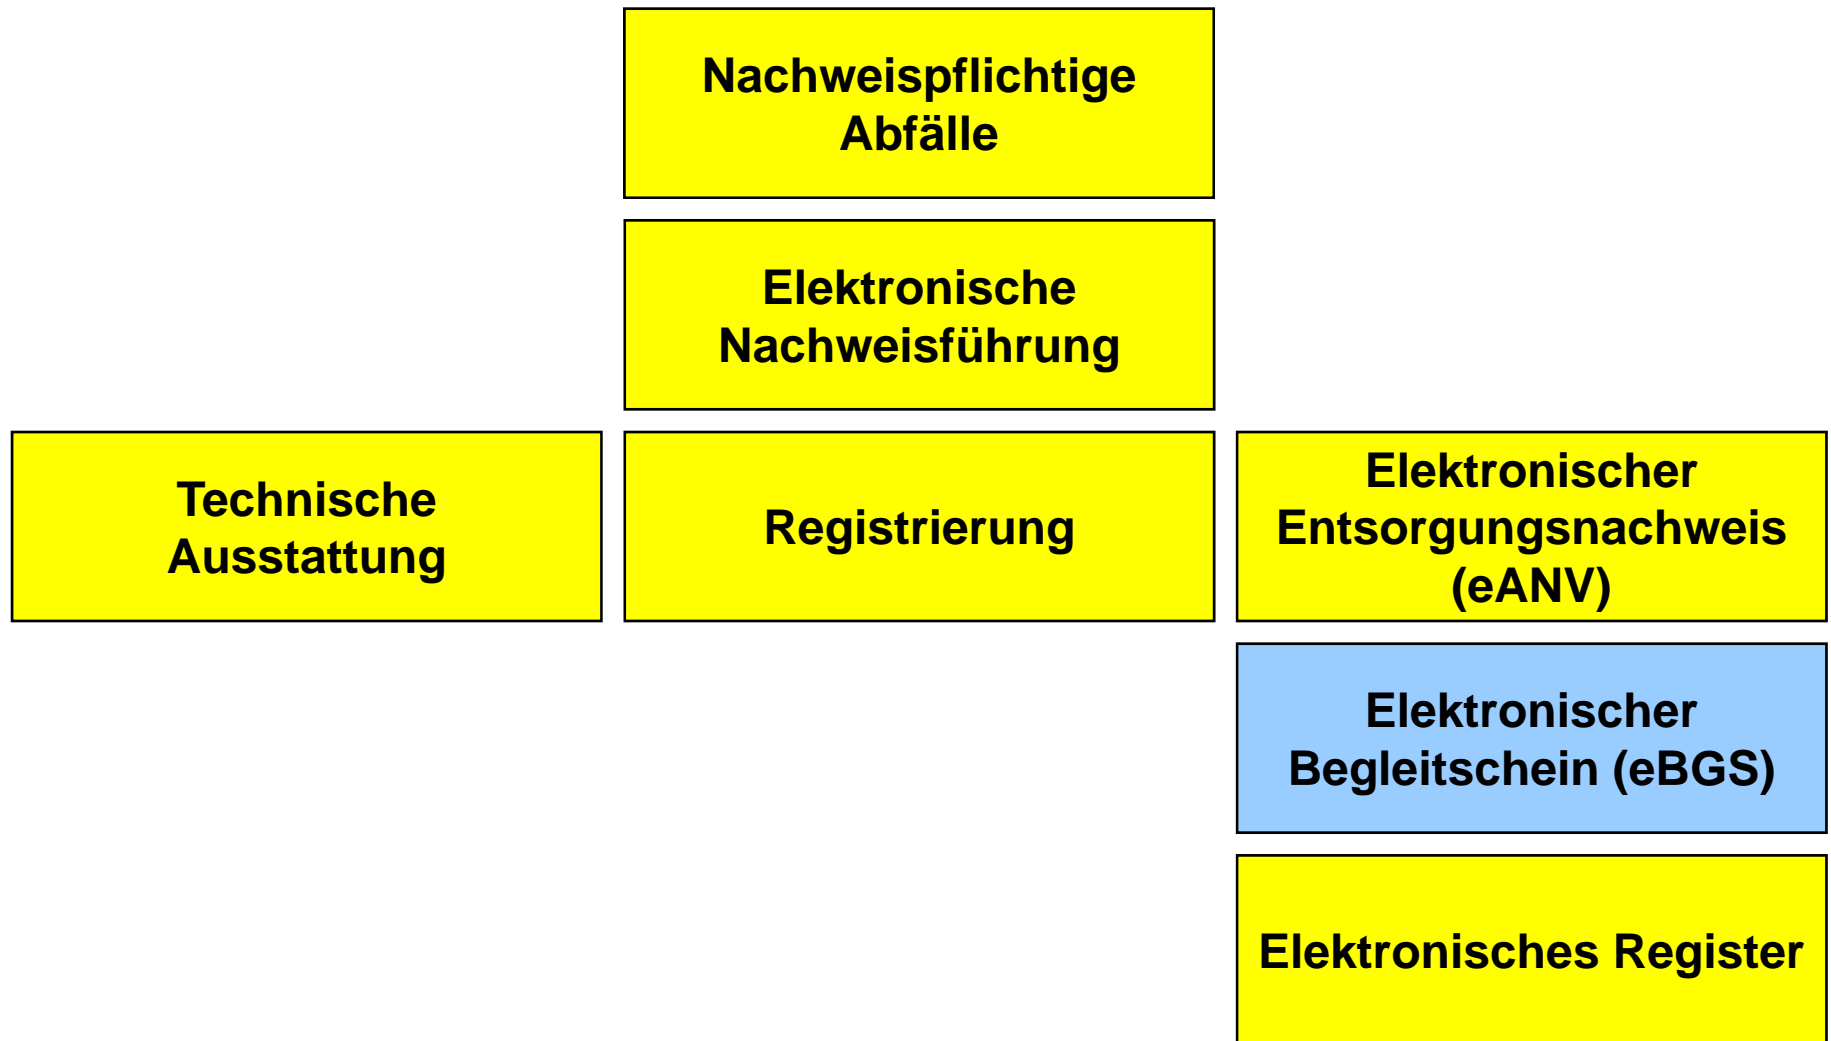 Nachweispflichtige
Abfälle
Elektronische
Nachweisführung
Technische
Ausstattung
Registrierung
Elektronischer
Entsorgungsnachweis
(eANV)
Elektronischer
Begleitschein (eBGS)
Elektronisches Register